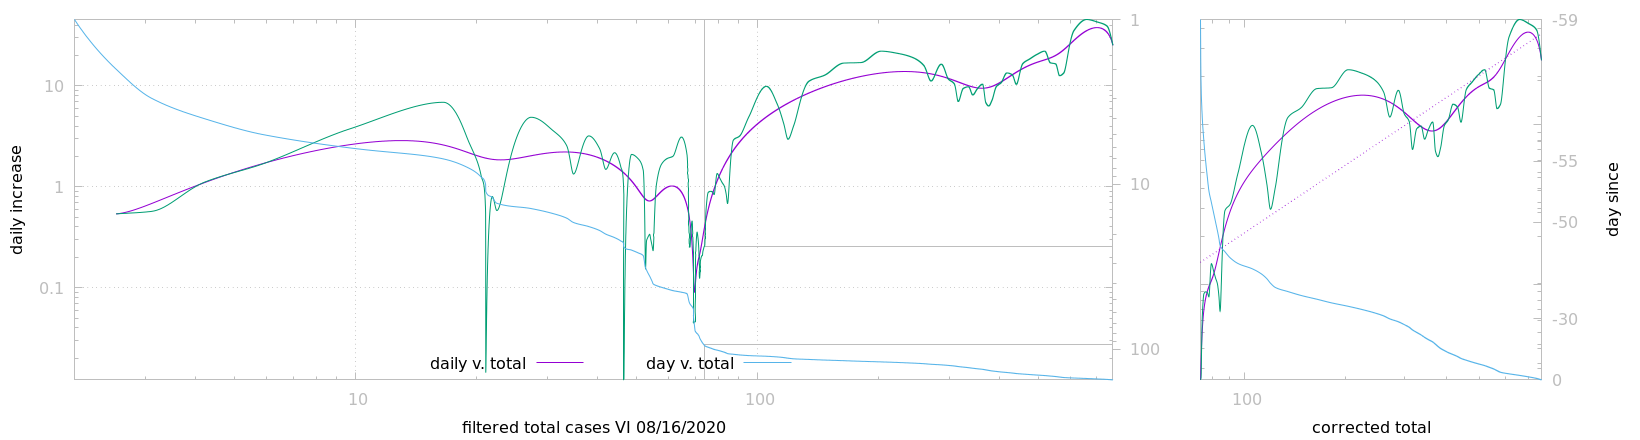 1
-59
10
daily increase
1
0.1
10
100
-55
-50
-30
0
day since
daily v. total
day v. total
10
100
100
filtered total cases VI 08/16/2020
corrected total